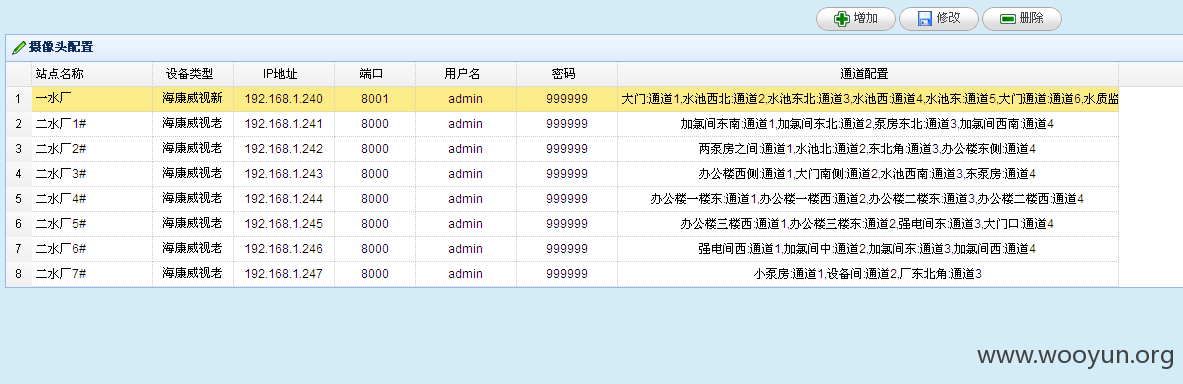 增加 修改 删除
摄像头配置
站点名称 设备类型 IP地址 端口 用户名 密码 通道配置
1 一水厂 海康威视新 192.168.1.240 8001 admin 999999 大门:通道1,水池西北:通道2,水池东北:通道3,水池西:通道4,水池东:通道5,大门通道:通道6,水质监
2 二水厂1# 海康威视老 192.168.1.241 8000 admin 999999 加氯间东南:通道1,加氯间东北:通道2,泵房东北:通道3,加氯间西南:通道4
3 二水厂2# 海康威视老 192.168.1.242 8000 admin 999999 两泵房之间:通道1,水池北:通道2,东北角:通道3,办公楼东侧:通道4
4 二水厂3# 海康威视老 192.168.1.243 8000 admin 999999 办公楼西侧:通道1,大门南侧:通道2,水池西南:通道3,东泵房:通道4
5 二水厂4# 海康威视老 192.168.1.244 8000 admin 999999 办公楼一楼东:通道1,办公楼一楼西:通道2,办公楼二楼东:通道3,办公楼二楼西:通道4
6 二水厂5# 海康威视老 192.168.1.245 8000 admin 999999 办公楼三楼西:通道1,办公楼三楼东:通道2,强电间东:通道3,大门口:通道4
7 二水厂6# 海康威视老 192.168.1.246 8000 admin 999999 强电间西:通道1,加氯间中:通道2,加氯间东:通道3,加氯间西:通道4
8 二水厂7# 海康威视老 192.168.1.247 8000 admin 999999 小泵房:通道1,设备间:通道2,厂东北角:通道3
www.wooyun.org